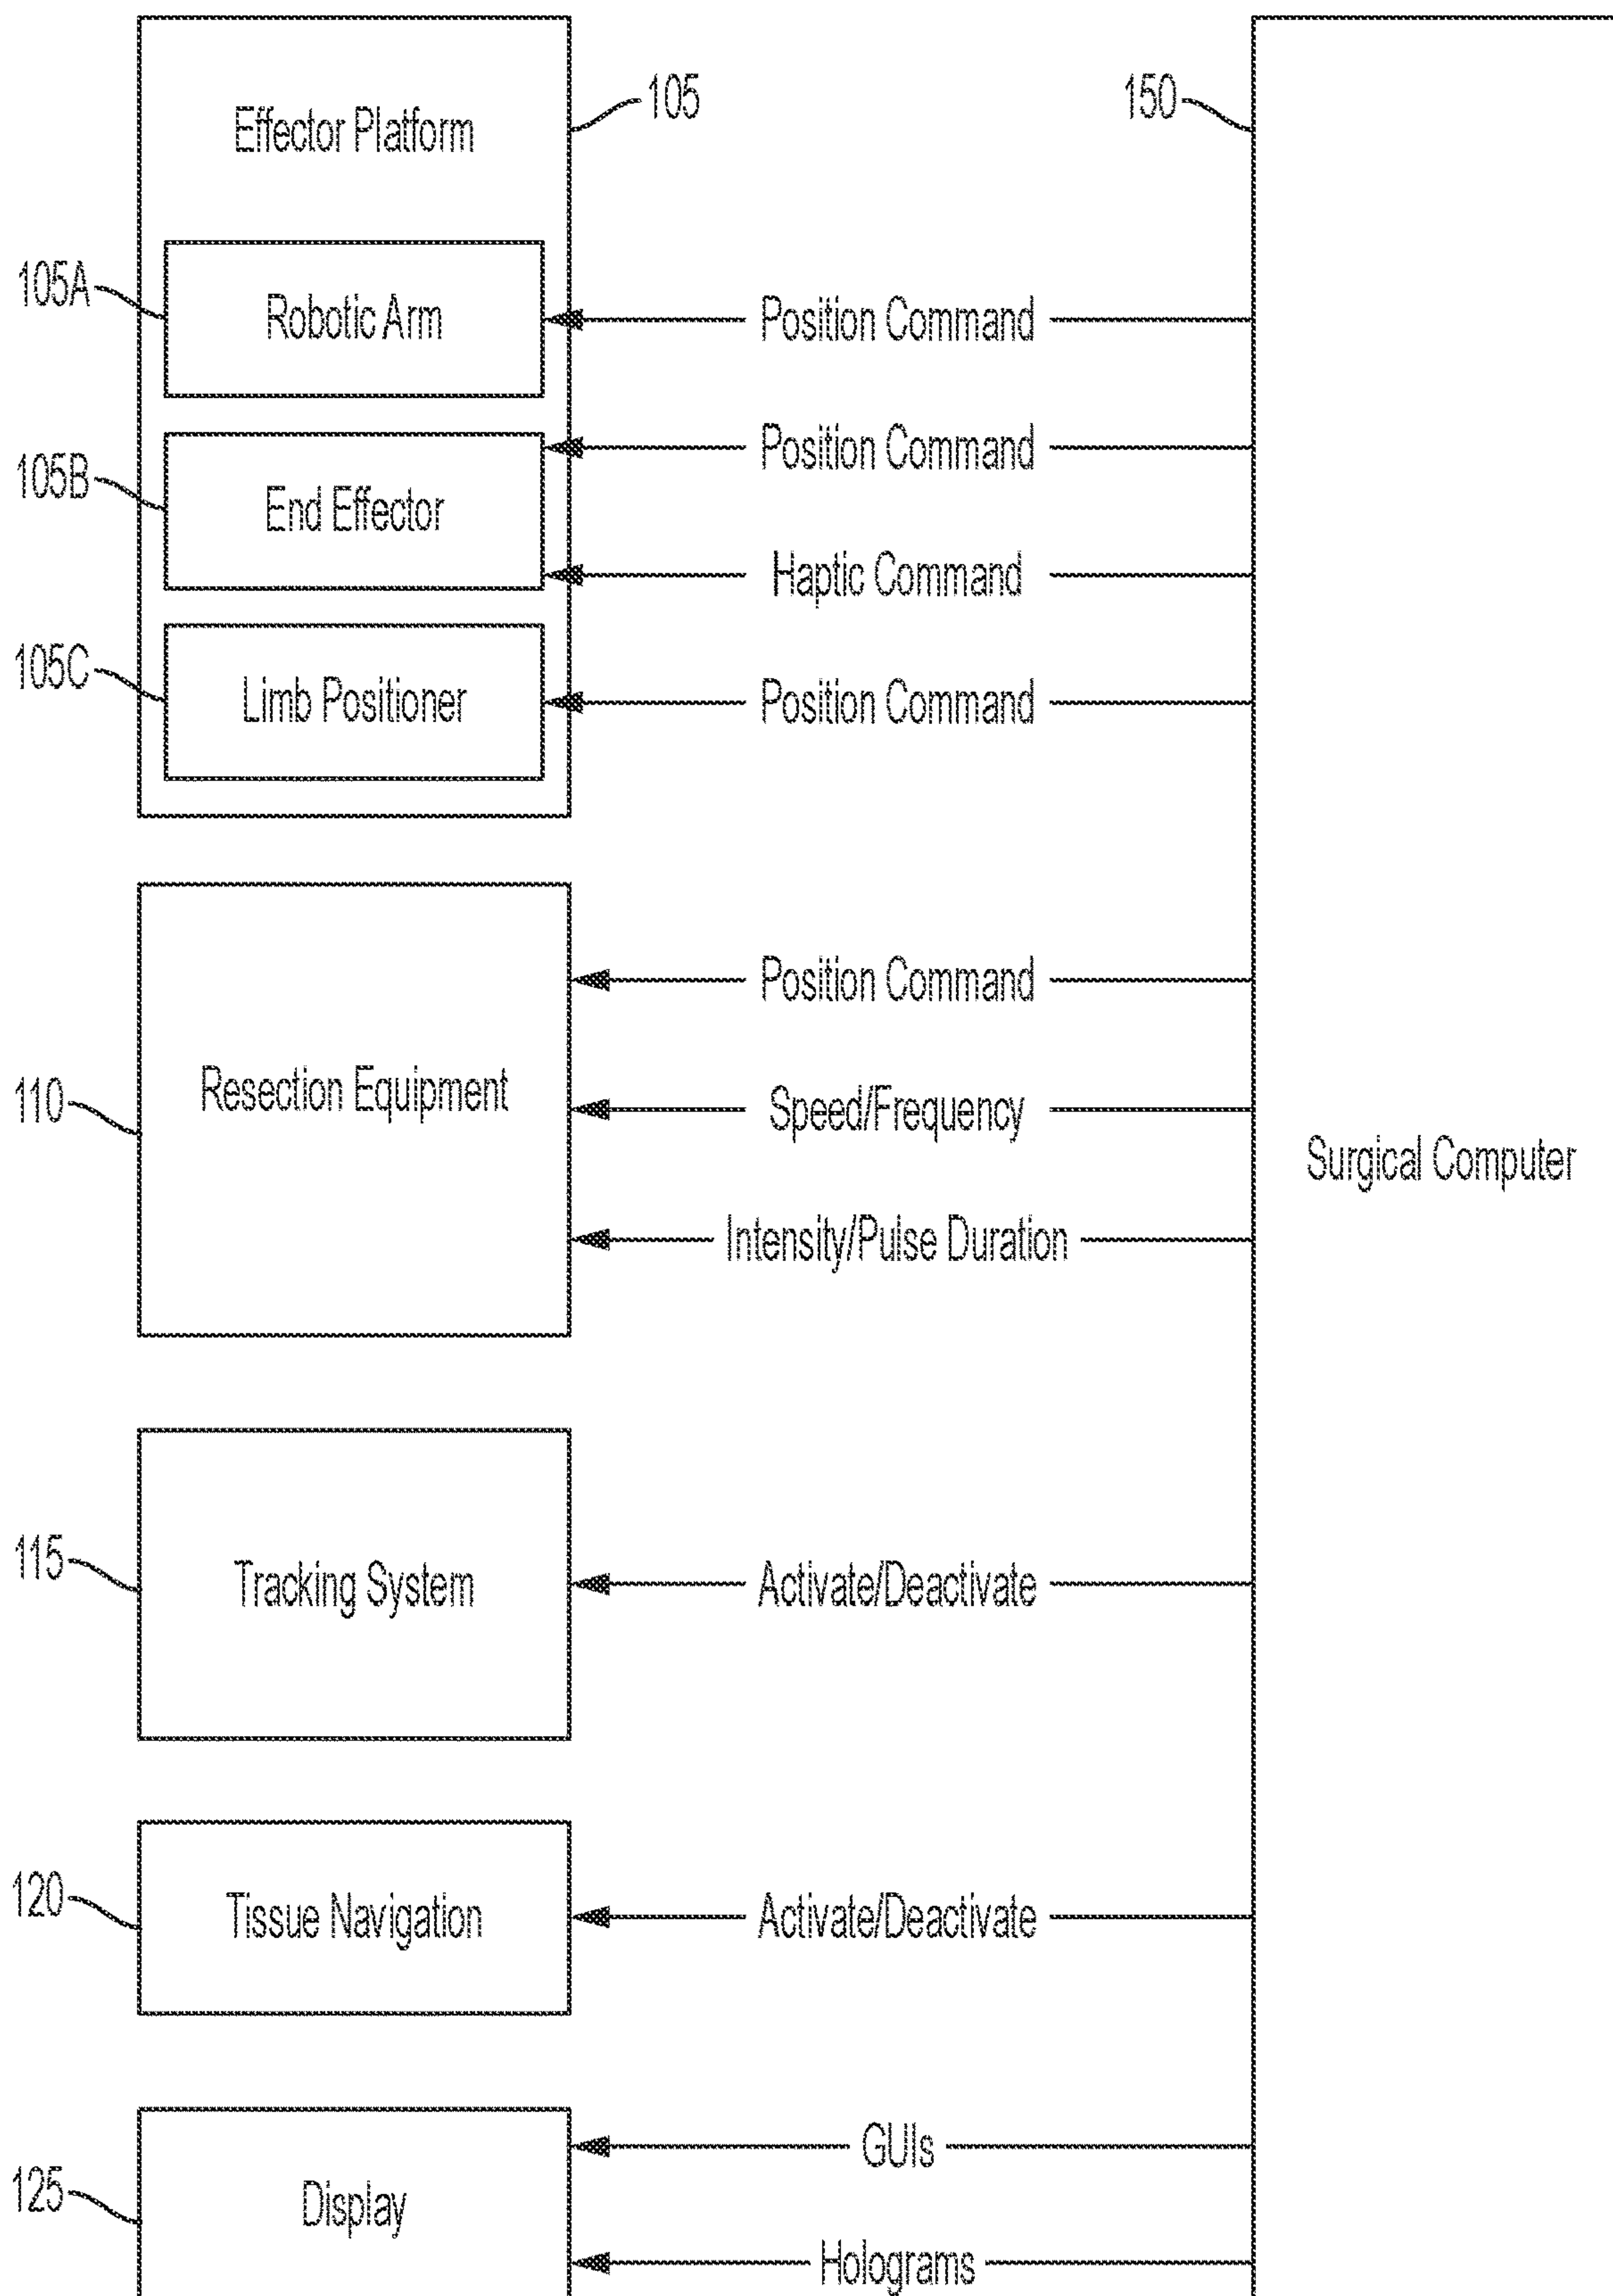 Effector Platform
105
150
105A
Robotic Arm
Position Command
Position Command
105B
End Effector
Haptic Command
105C
Limb Positioner
Position Command
Position Command
110
Resection Equipment
Speed/Frequency
Surgical Computer
Intensity/Pulse Duration
115
Tracking System
Activate/Deactivate
120
Tissue Navigation
Activate/Deactivate
GUIs
125
Display
Holograms